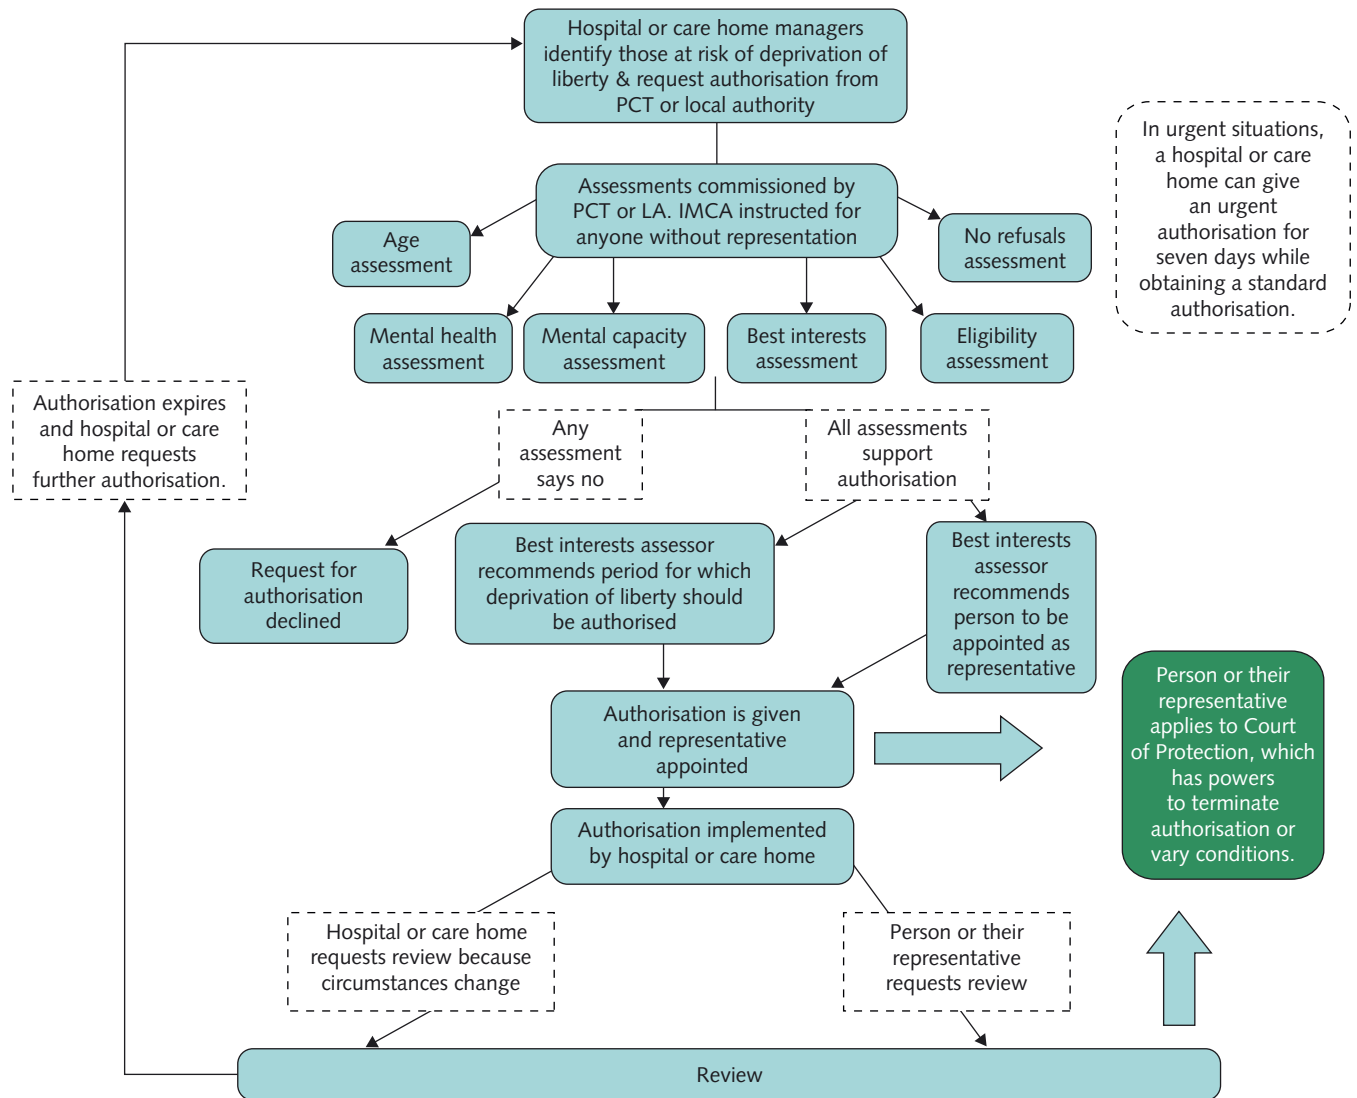 Hospital or care home managers
identify those at risk of deprivation of
liberty & request authorisation from
PCT or local authority
In urgent situations,
a hospital or care
home can give
an urgent
authorisation for
seven days while
obtaining a standard
authorisation.
Assessments commissioned by
PCT or LA. IMCA instructed for
anyone without representation
Age
assessment
No refusals
assessment
Mental health
assessment
Mental capacity
assessment
Best interests
assessment
Eligibility
assessment
Authorisation expires
and hospital or care
home requests
further authorisation.
Any
assessment
says no
All assessments
support
authorisation
Request for
authorisation
declined
Best interests assessor
recommends period for which
deprivation of liberty should
be authorised
Best interests
assessor
recommends
person to be
appointed as
representative
Authorisation is given
and representative
appointed
Person or their
representative
applies to Court
of Protection, which
has powers
to terminate
authorisation or
vary conditions.
Authorisation implemented
by hospital or care home
Hospital or care home
requests review because
circumstances change
Person or their
representative
requests review
Review